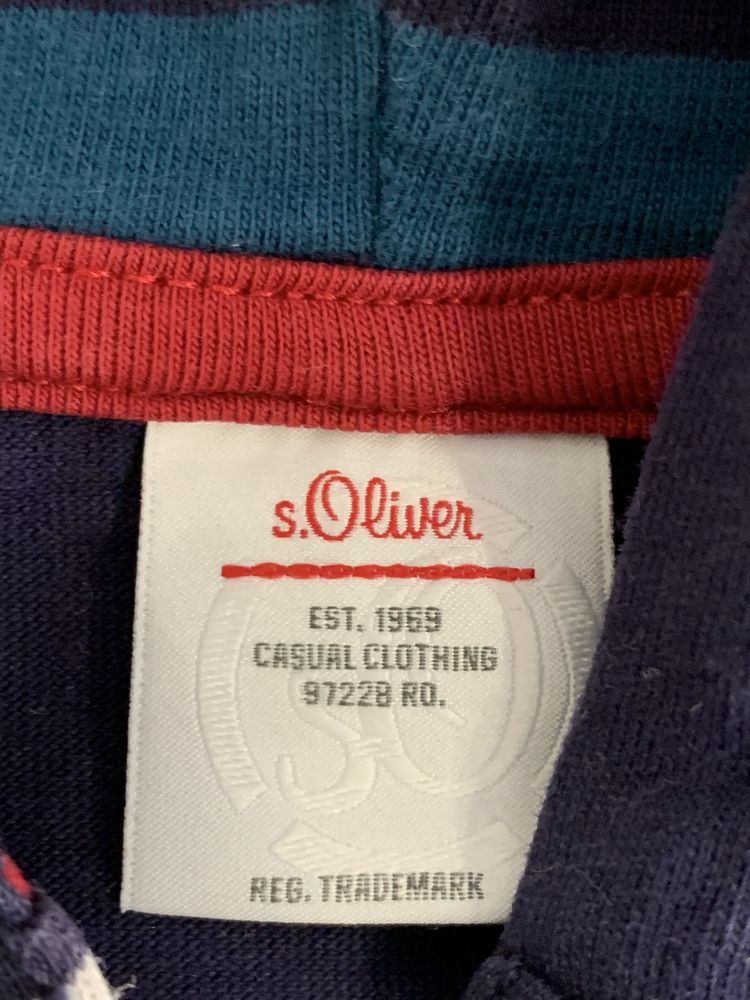 s.Oliver
EST. 1969
CASUAL CLOTHING
97228 RO.
REG. TRADEMARK